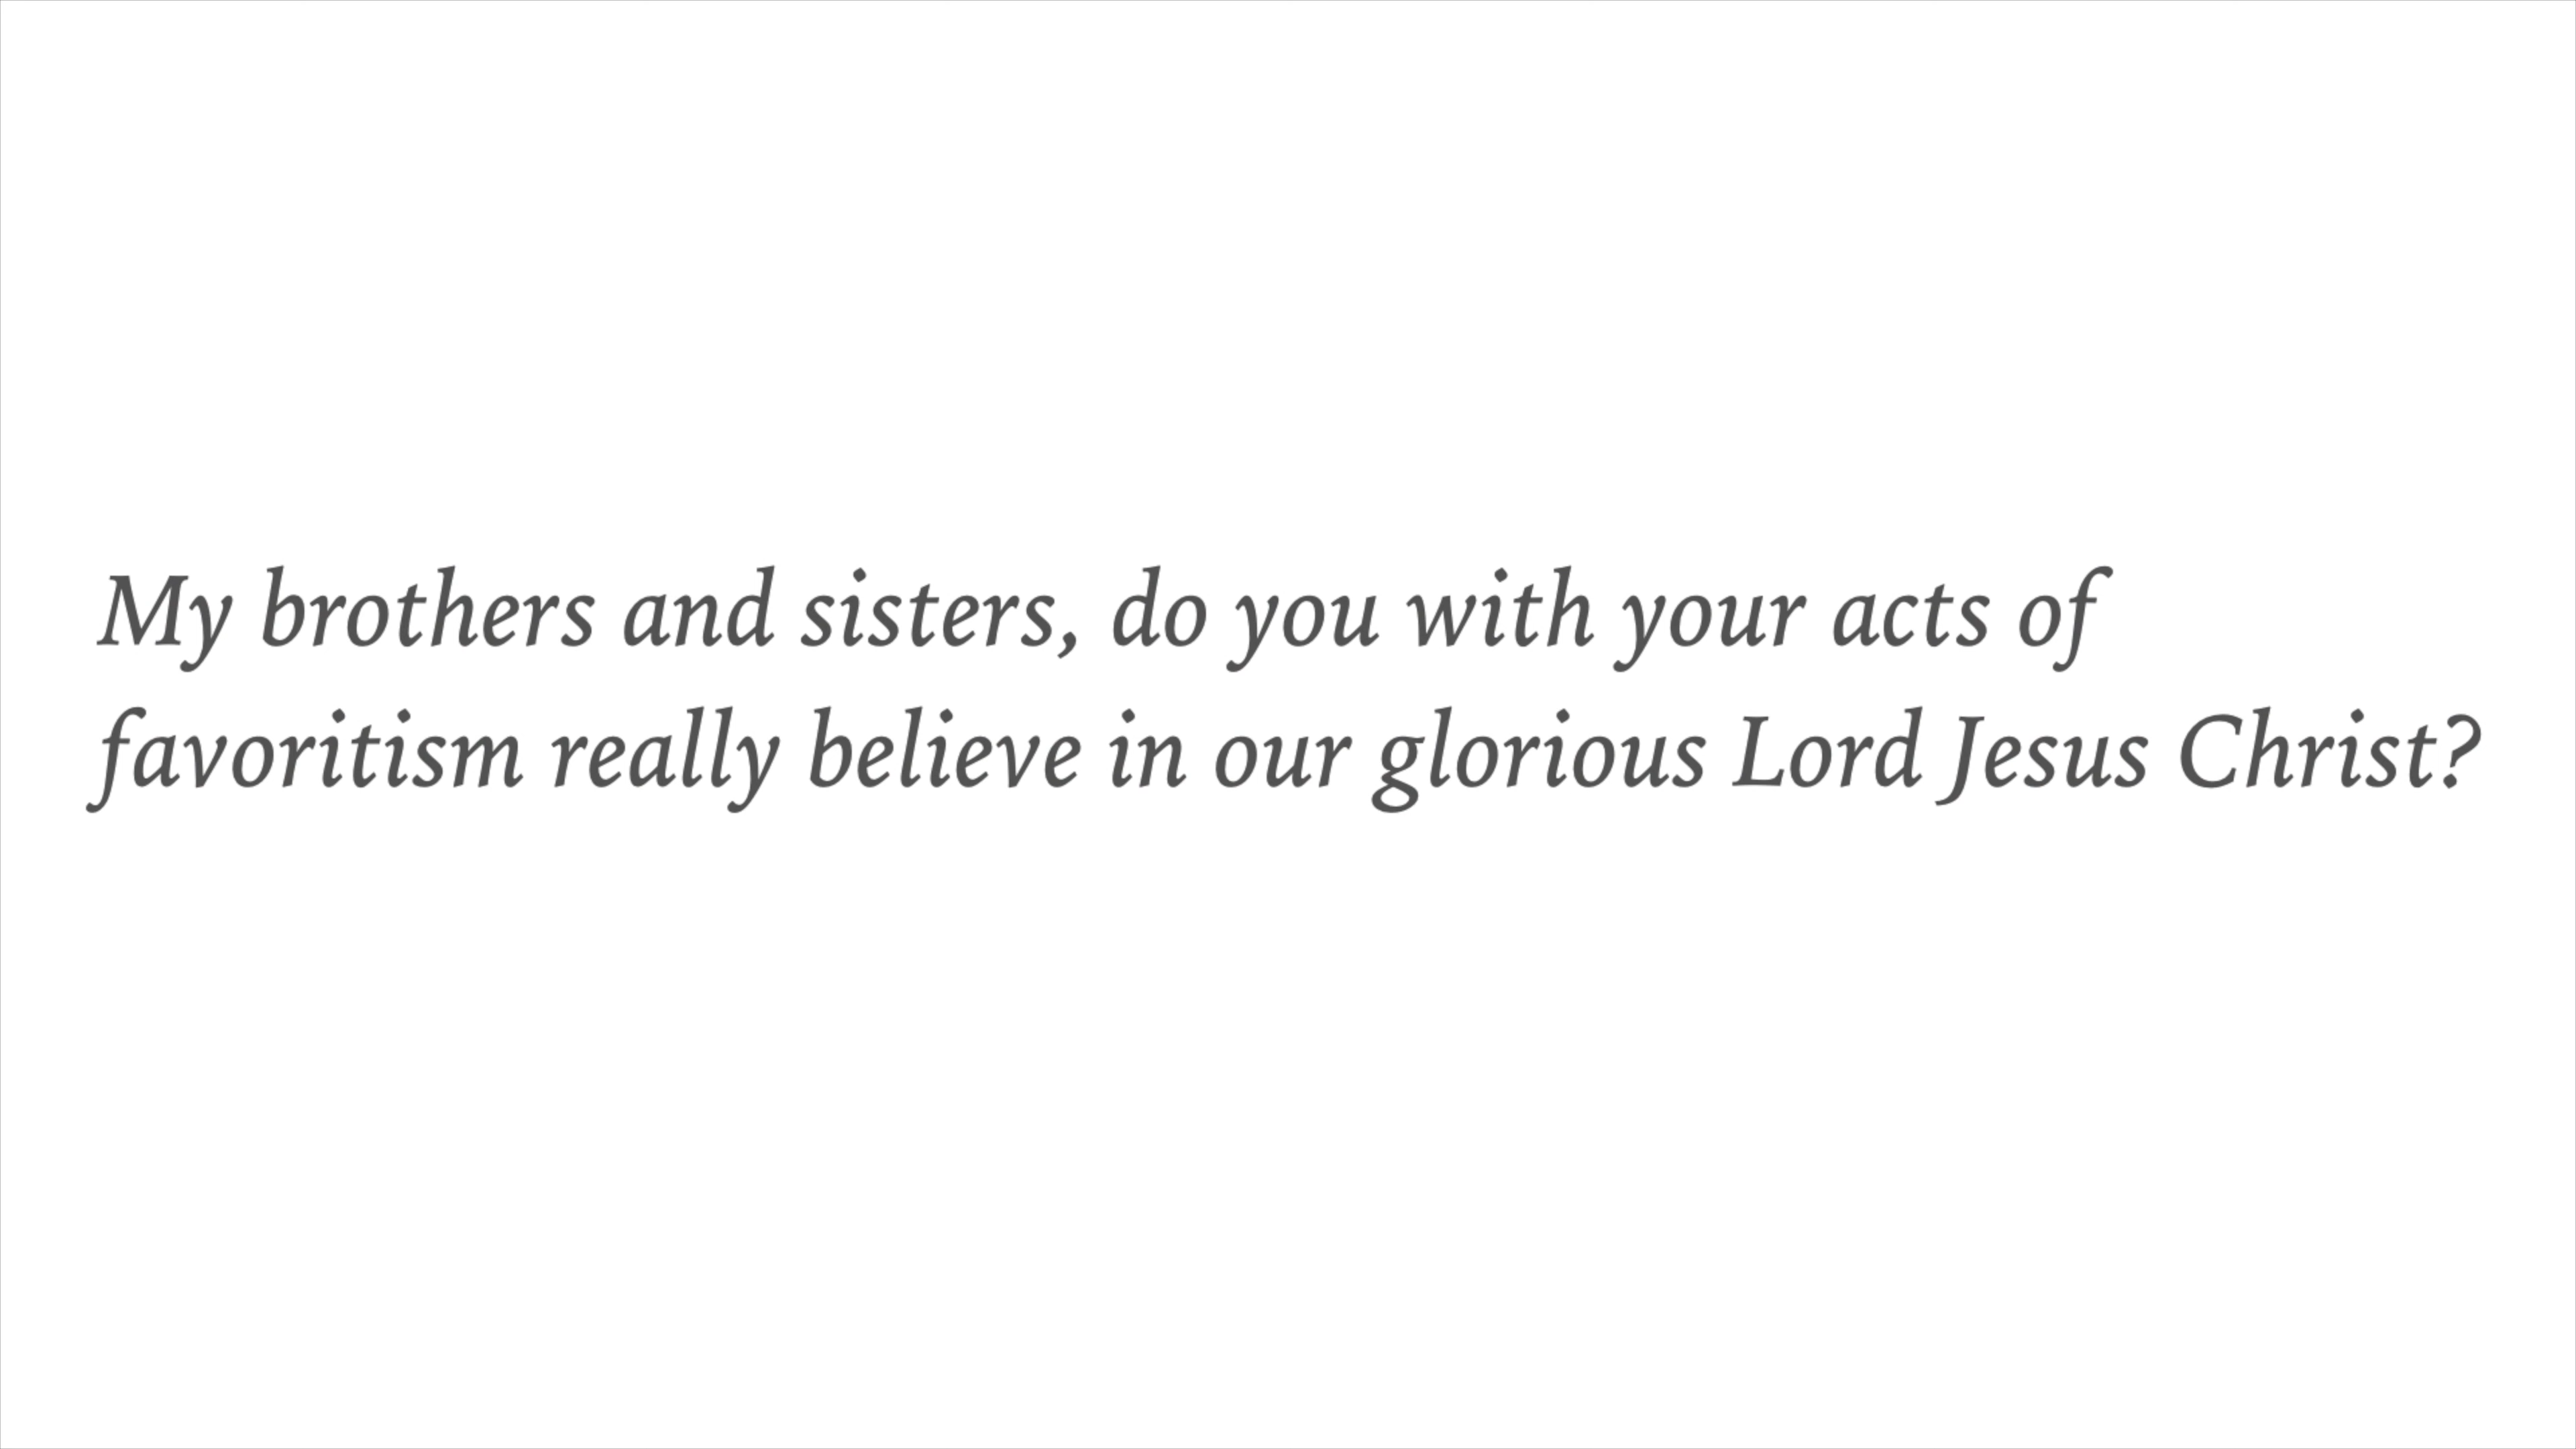 My brothers and sisters, do you with your acts of
favoritism really believe in our glorious Lord Jesus Christ?